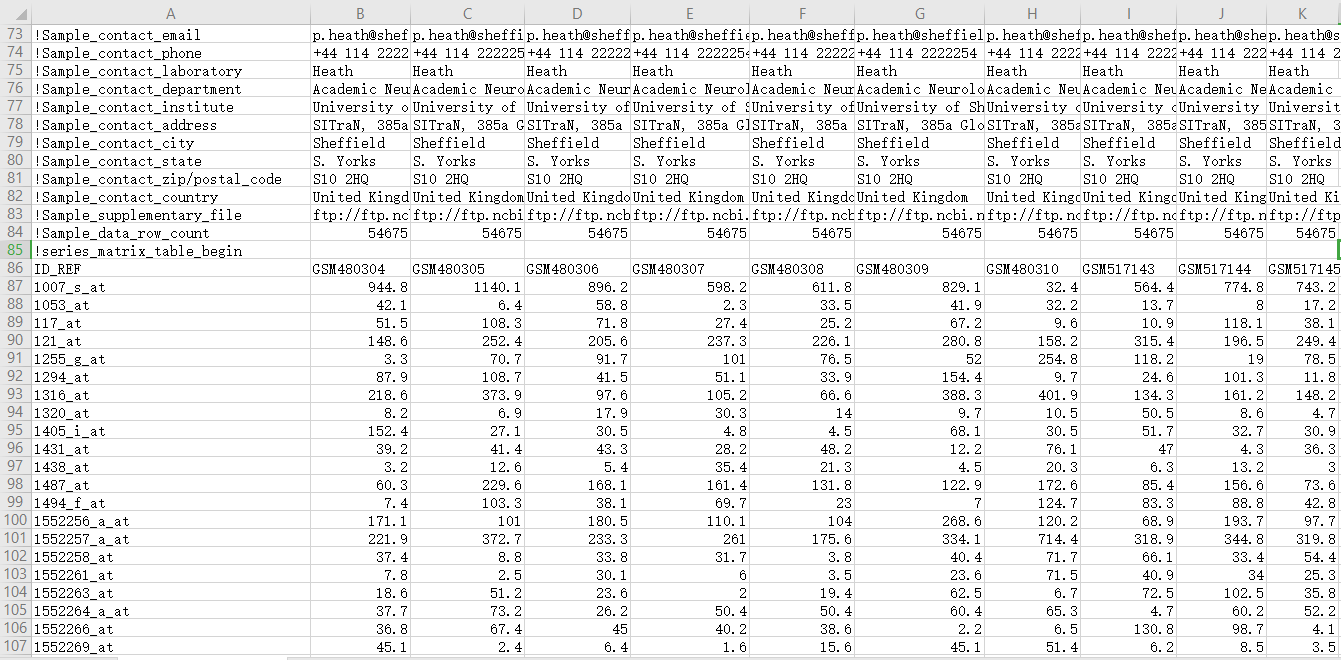 A B C D E F G H I J K
73 !Sample_contact_email p.heath@shef p.heath@sheffi p.heath@sheff p.heath@sheffie p.heath@sheff p.heath@sheffiel p.heath@shef p.heath@shef p.heath@she p.heath@s
74 !Sample_contact_phone +44 114 2222 +44 114 222225 +44 114 22222 +44 114 2222254 +44 114 22222 +44 114 2222254 +44 114 2222 +44 114 2222 +44 114 222 +44 114 2
75 !Sample_contact_laboratory Heath Heath Heath Heath Heath Heath Heath Heath Heath Heath
76 !Sample_contact_department Academic Neur Academic Neuro Academic Neur Academic Neurol Academic Neur Academic Neurolo Academic Neu Academic Neu Academic Ne Academic
77 !Sample_contact_institute University o University of University of University of S University of University of Sh University o University o University University
78 !Sample_contact_address SITraN, 385a SITraN, 385a G SITraN, 385a SITraN, 385a Gl SITraN, 385a SITraN, 385a Glo SITraN, 385a SITraN, 385a SITraN, 385 SITraN, 3
79 !Sample_contact_city Sheffield Sheffield Sheffield Sheffield Sheffield Sheffield Sheffield Sheffield Sheffield Sheffield
80 !Sample_contact_state S. Yorks S. Yorks S. Yorks S. Yorks S. Yorks S. Yorks S. Yorks S. Yorks S. Yorks S. Yorks
81 !Sample_contact_zip/postal_code S10 2HQ S10 2HQ S10 2HQ S10 2HQ S10 2HQ S10 2HQ S10 2HQ S10 2HQ S10 2HQ S10 2HQ
82 !Sample_contact_country United Kingd United Kingdom United Kingdo United Kingdom United Kingdo United Kingdom United Kingd United Kingd United King United Ki
83 !Sample_supplementary_file ftp://ftp.nc ftp://ftp.ncbi ftp://ftp.ncb ftp://ftp.ncbi. ftp://ftp.ncb ftp://ftp.ncbi.n ftp://ftp.nc ftp://ftp.nc ftp://ftp.n ftp://ftp
84 !Sample_data_row_count 54675 54675 54675 54675 54675 54675 54675 54675 54675 54675
85 !series_matrix_table_begin
86 ID_REF GSM480304 GSM480305 GSM480306 GSM480307 GSM480308 GSM480309 GSM480310 GSM517143 GSM517144 GSM517145
87 1007_s_at 944.8 1140.1 896.2 598.2 611.8 829.1 32.4 564.4 774.8 743.2
88 1053_at 42.1 6.4 58.8 2.3 33.5 41.9 32.2 13.7 8 17.2
89 117_at 51.5 108.3 71.8 27.4 25.2 67.2 9.6 10.9 118.1 38.1
90 121_at 148.6 252.4 205.6 237.3 226.1 280.8 158.2 315.4 196.5 249.4
91 1255_g_at 3.3 70.7 91.7 101 76.5 52 254.8 118.2 19 78.5
92 1294_at 87.9 108.7 41.5 51.1 33.9 154.4 9.7 24.6 101.3 11.8
93 1316_at 218.6 373.9 97.6 105.2 66.6 388.3 401.9 134.3 161.2 148.2
94 1320_at 8.2 6.9 17.9 30.3 14 9.7 10.5 50.5 8.6 4.7
95 1405_i_at 152.4 27.1 30.5 4.8 4.5 68.1 30.5 51.7 32.7 30.9
96 1431_at 39.2 41.4 43.3 28.2 48.2 12.2 76.1 47 4.3 36.3
97 1438_at 3.2 12.6 5.4 35.4 21.3 4.5 20.3 6.3 13.2 3
98 1487_at 60.3 229.6 168.1 161.4 131.8 122.9 172.6 85.4 156.6 73.6
99 1494_f_at 7.4 103.3 38.1 69.7 23 7 124.7 83.3 88.8 42.8
100 1552256_a_at 171.1 101 180.5 110.1 104 268.6 120.2 68.9 193.7 97.7
101 1552257_a_at 221.9 372.7 233.3 261 175.6 334.1 714.4 318.9 344.8 319.8
102 1552258_at 37.4 8.8 33.8 31.7 3.8 40.4 71.7 66.1 33.4 54.4
103 1552261_at 7.8 2.5 30.1 6 3.5 23.6 71.5 40.9 34 25.3
104 1552263_at 18.6 51.2 23.6 2 19.4 62.5 6.7 72.5 102.5 35.8
105 1552264_a_at 37.7 73.2 26.2 50.4 50.4 60.4 65.3 4.7 60.2 52.2
106 1552266_at 36.8 67.4 45 40.2 38.6 2.2 6.5 130.8 98.7 4.1
107 1552269_at 45.1 2.4 6.4 1.6 15.6 45.1 51.4 6.2 8.5 3.5